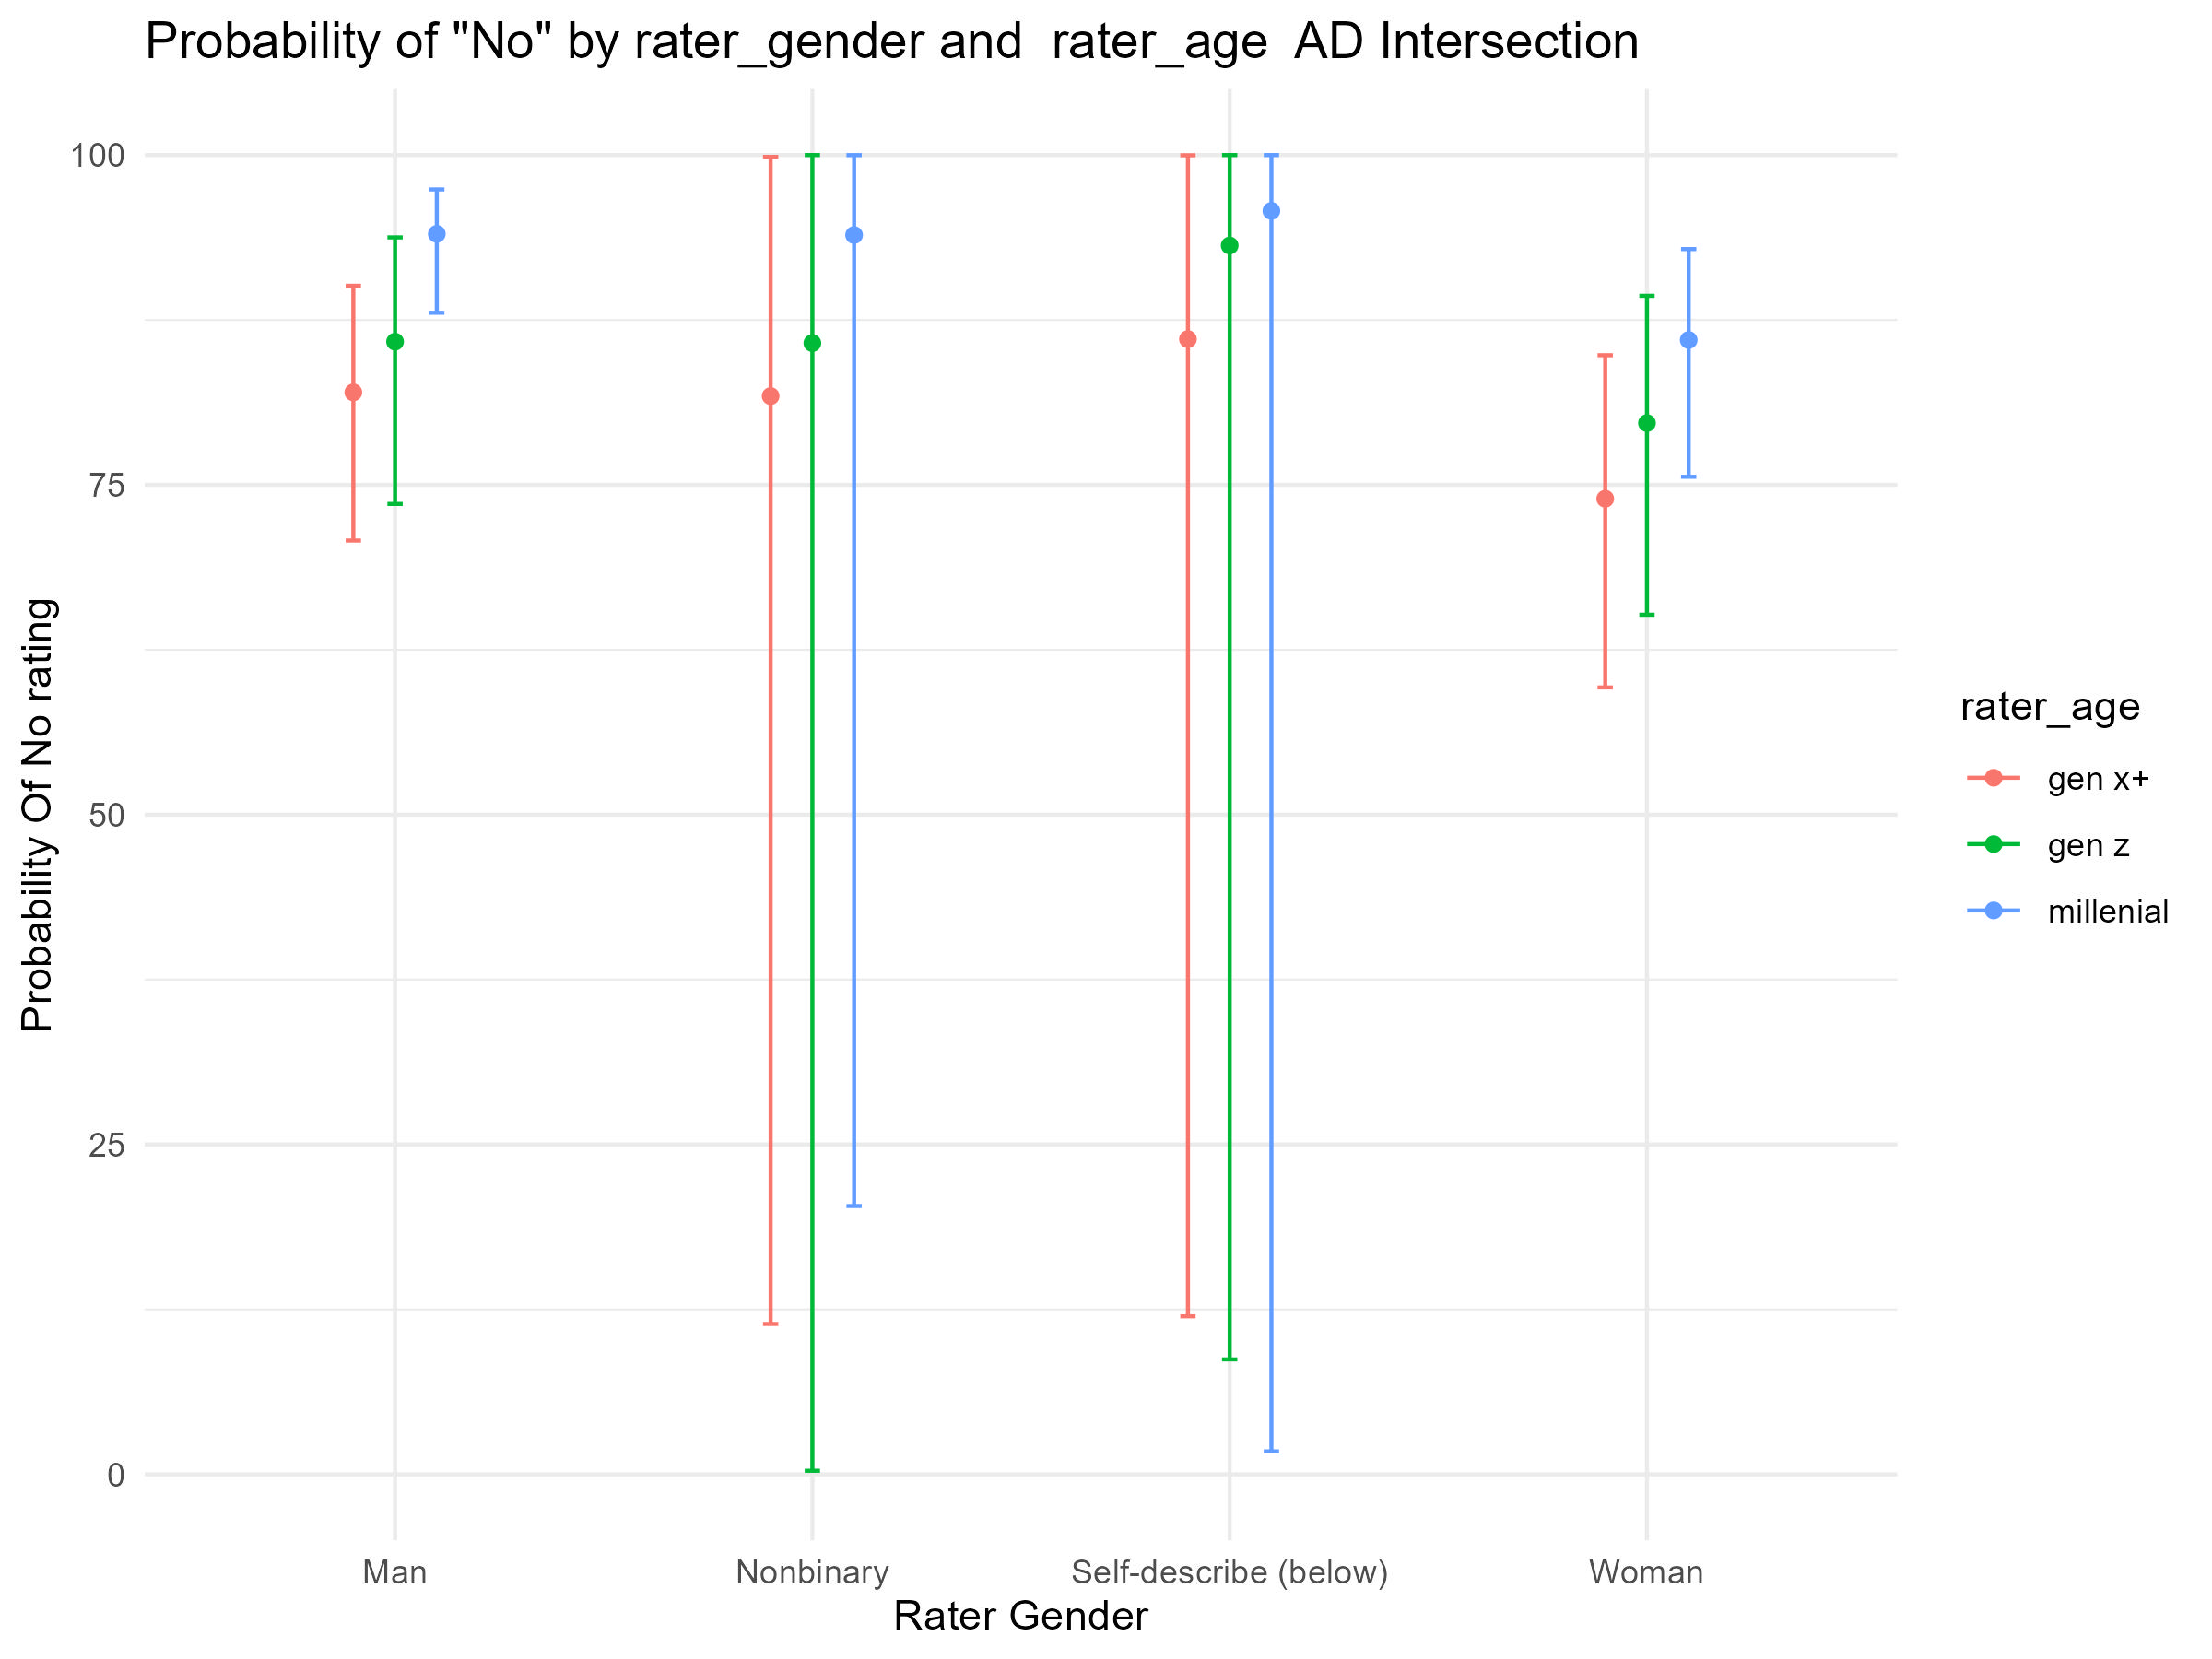 Probability of "No" by rater_gender and  rater_age  AD Intersection
100
75
50
25
0
Probability Of No rating
Man
Nonbinary
Self-describe (below)
Woman
Rater Gender
rater_age
gen x+
gen z
millenial